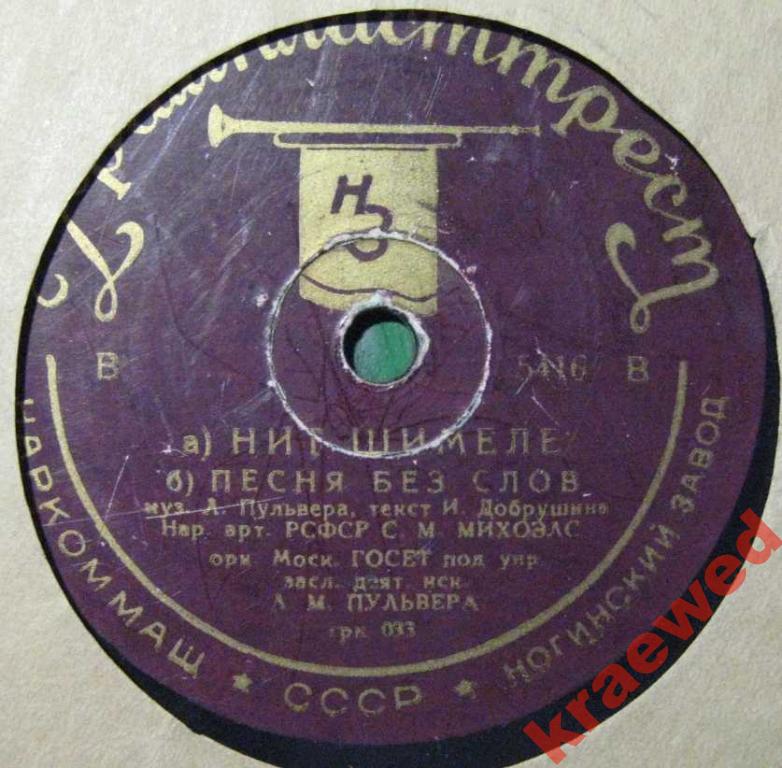 Грампласттрест
НЗ
В 5416 В
а) НИТ ШИМЕЛЕ
б) ПЕСНЯ БЕЗ СЛОВ
муз. А. Пульвера, текст И. Добрушина
Нар. арт. РСФСР С. М. МИХОЭЛС
орк. Моск. ГОСЕТ под упр.
засл. деят. иск.
А. М. ПУЛЬВЕРА
грк 033
НАРКОММАШ ★ СССР ★ НОГИНСКИЙ ЗАВОД
kraewed